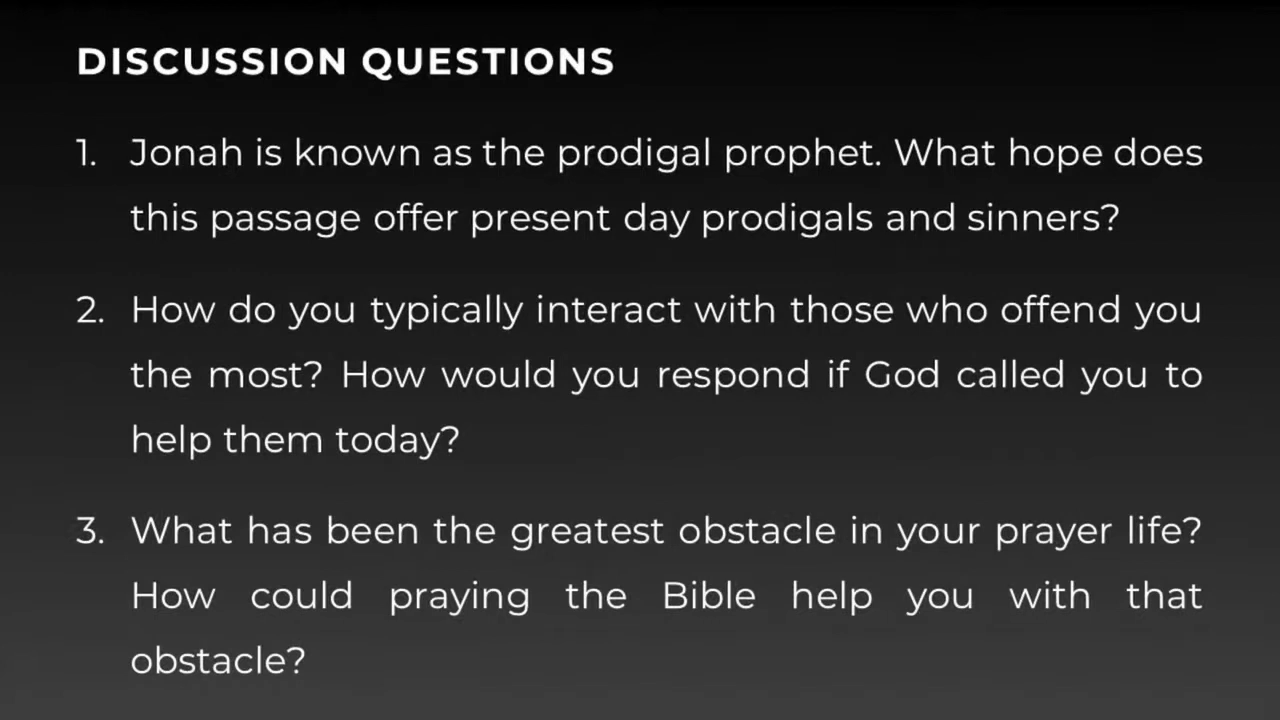 DISCUSSION QUESTIONS
1. Jonah is known as the prodigal prophet. What hope does
this passage offer present day prodigals and sinners?
2. How do you typically interact with those who offend you
the most? How would you respond if God called you to
help them today?
3. What has been the greatest obstacle in your prayer life?
How could praying the Bible help you with that
obstacle?